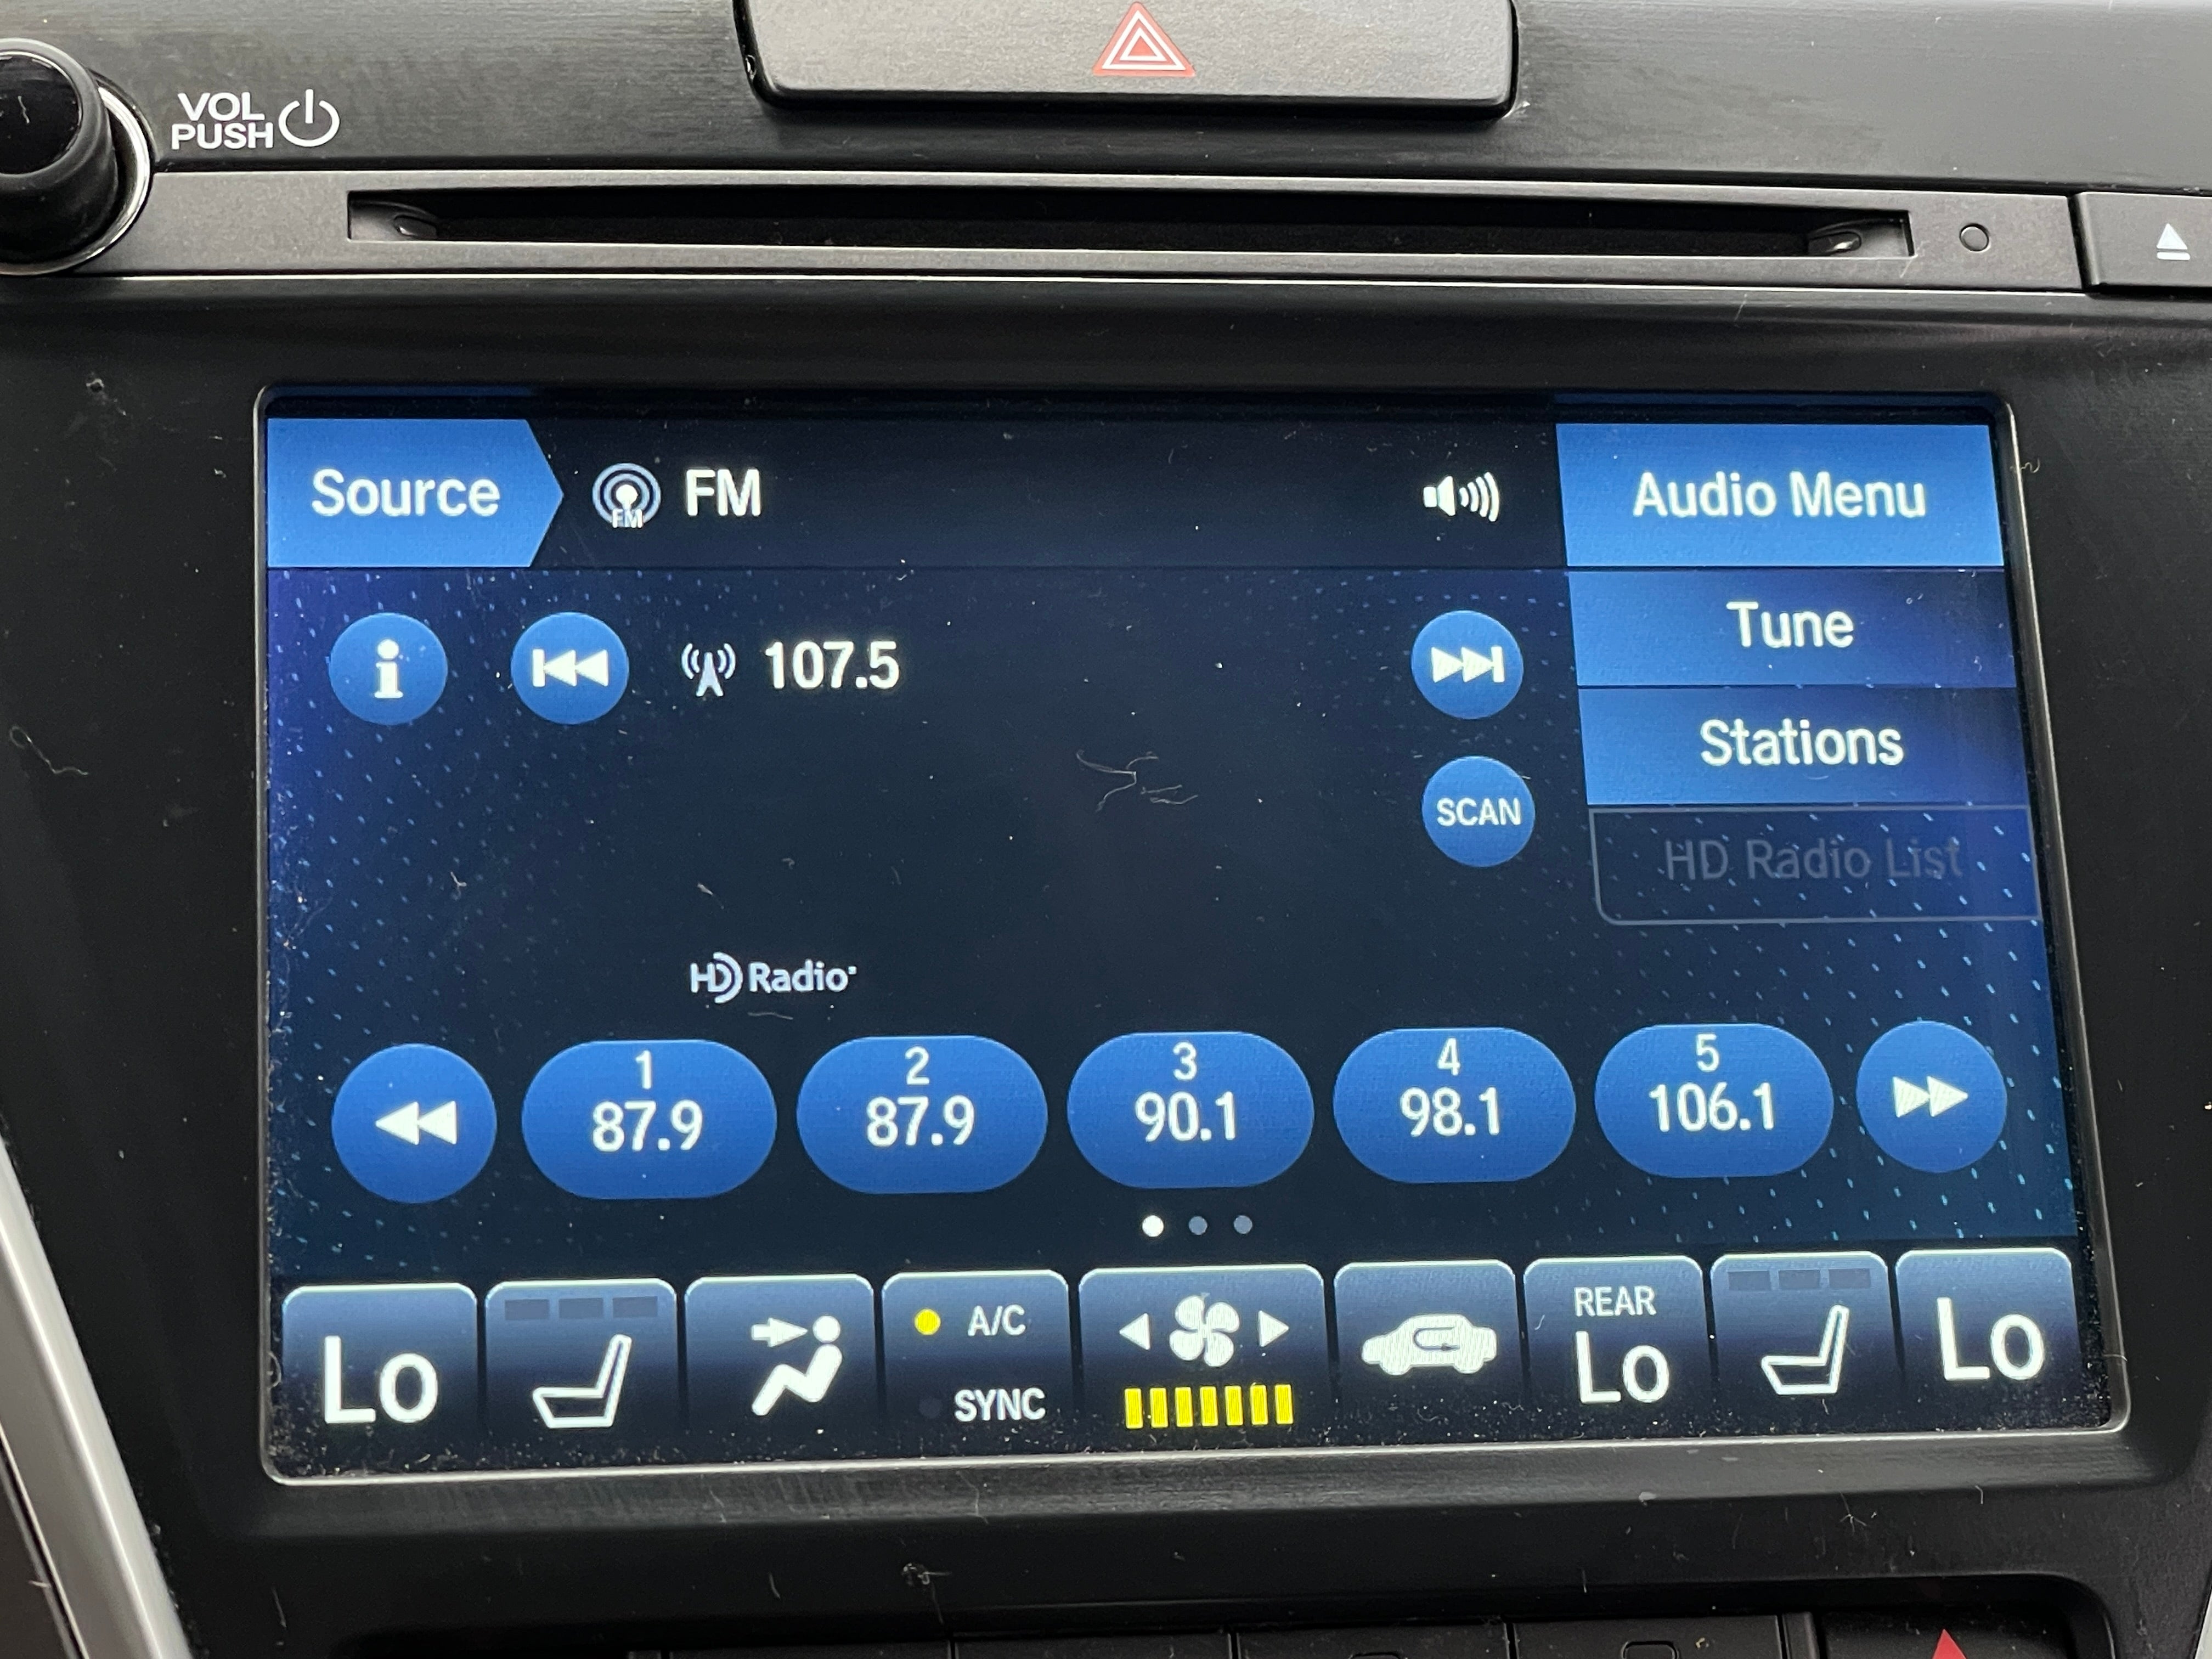 VOL
PUSH
Source
FM
FM
Audio Menu
107.5
Tune
Stations
SCAN
HD Radio List
HD Radio
1
87.9
2
87.9
3
90.1
4
98.1
5
106.1
Lo
A/C
SYNC
REAR
Lo
Lo